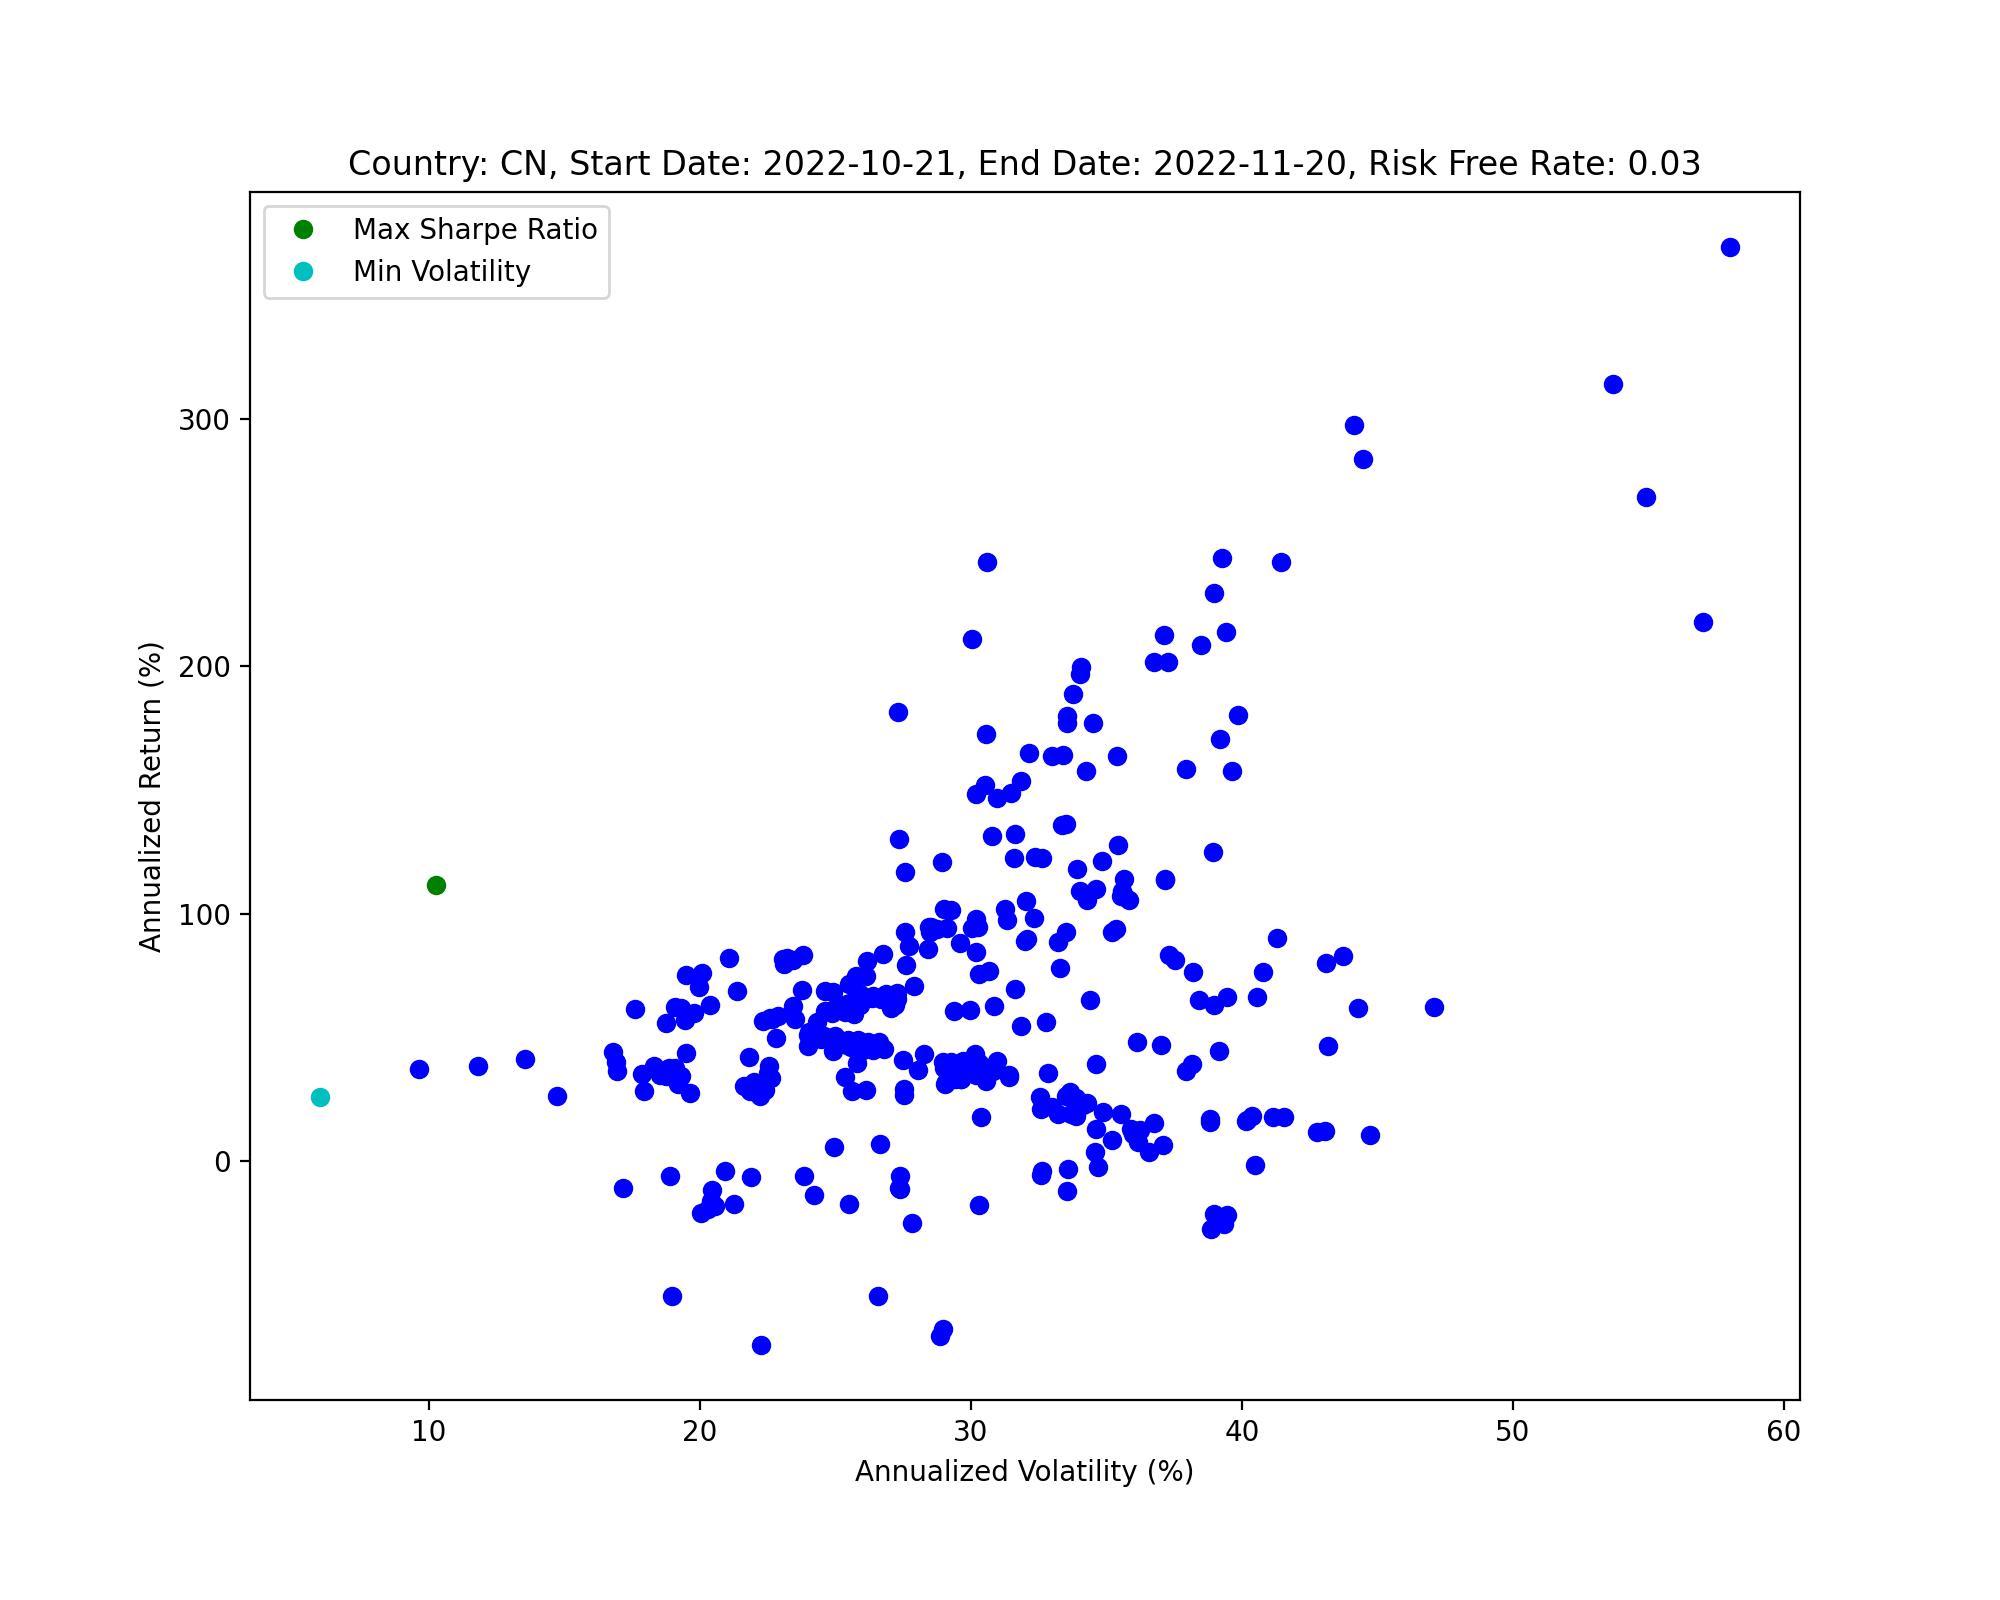 Country: CN, Start Date: 2022-10-21, End Date: 2022-11-20, Risk Free Rate: 0.03
Max Sharpe Ratio
Min Volatility
300
200
100
0
Annualized Return (%)
10 20 30 40 50 60
Annualized Volatility (%)